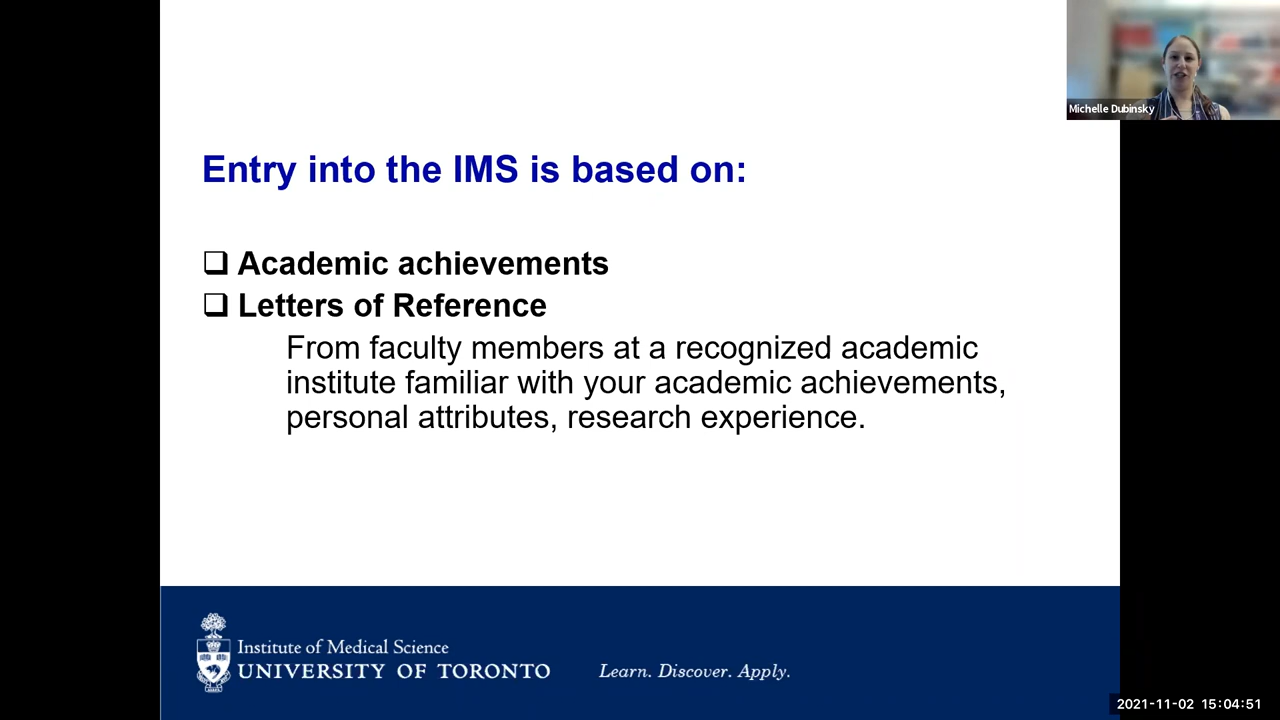 Michelle Dubinsky
Entry into the IMS is based on:
❑ Academic achievements
❑ Letters of Reference
From faculty members at a recognized academic
institute familiar with your academic achievements,
personal attributes, research experience.
Institute of Medical Science
UNIVERSITY OF TORONTO
Learn. Discover. Apply.
2021-11-02 15:04:51